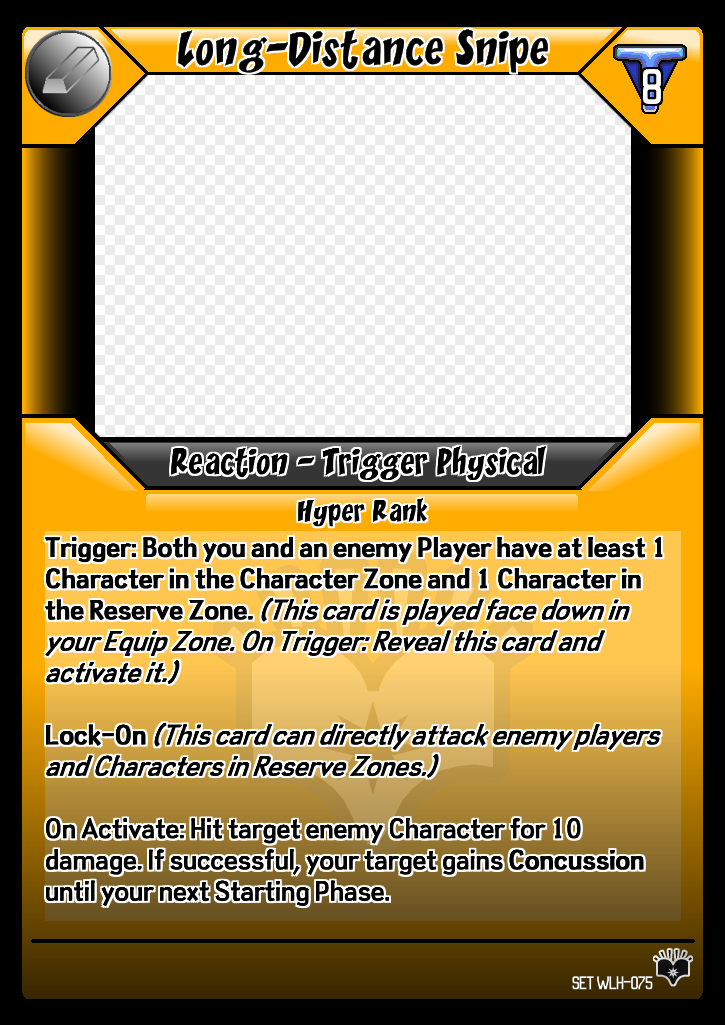 Long-Distance Snipe
8
Reaction - Trigger Physical
Hyper Rank
Trigger: Both you and an enemy Player have at least 1
Character in the Character Zone and 1 Character in
the Reserve Zone. (This card is played face down in
your Equip Zone. On Trigger: Reveal this card and
activate it.)
Lock-On (This card can directly attack enemy players
and Characters in Reserve Zones.)
On Activate: Hit target enemy Character for 10
damage. If successful, your target gains Concussion
until your next Starting Phase.
SET WLH-075